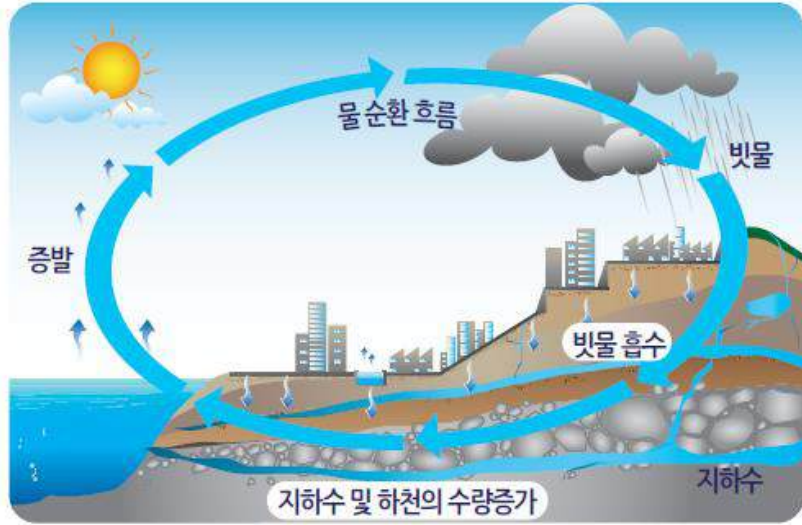 물 순환 흐름
빗물
증발
빗물 흡수
지하수
지하수 및 하천의 수량증가